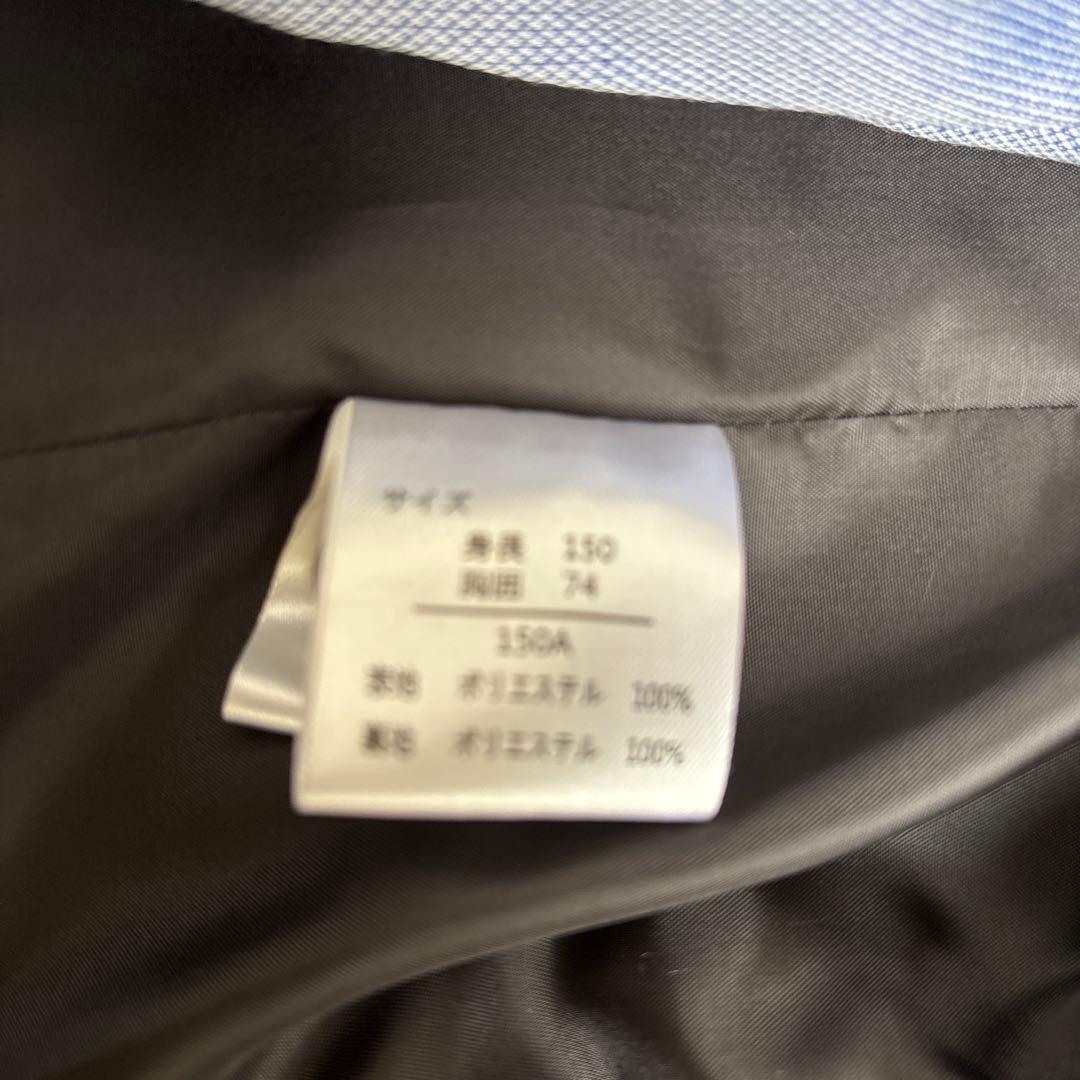 サイズ
身長 150
胸囲 74
150A
表地 ポリエステル 100%
裏地 ポリエステル 100%